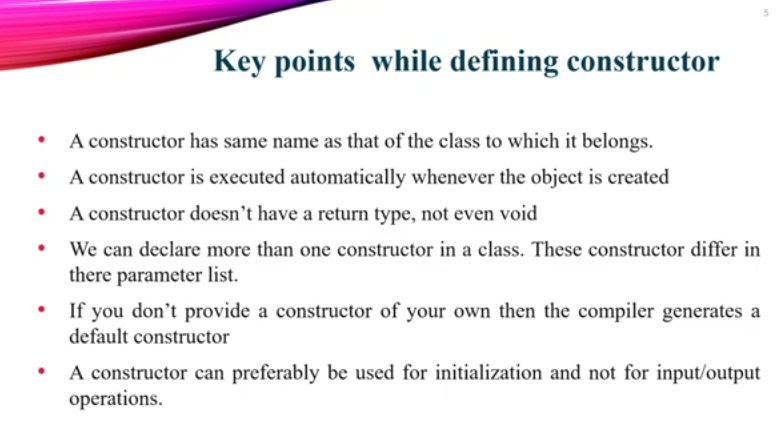 5
Key points while defining constructor
• A constructor has same name as that of the class to which it belongs.
• A constructor is executed automatically whenever the object is created
• A constructor doesn’t have a return type, not even void
• We can declare more than one constructor in a class. These constructor differ in
there parameter list.
• If you don’t provide a constructor of your own then the compiler generates a
default constructor
• A constructor can preferably be used for initialization and not for input/output
operations.